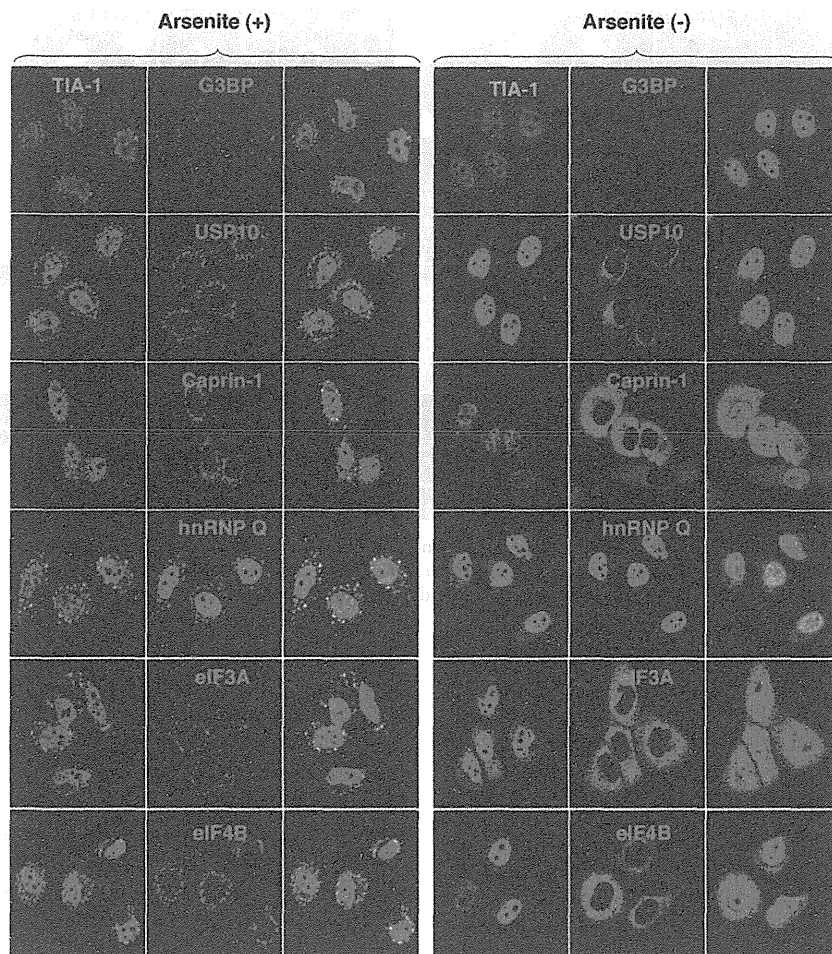 Arsenite (+) Arsenite (-)
TIA-1 G3BP TIA-1 G3BP
USP10 USP10
Caprin-1 Caprin-1
hnRNP Q hnRNP Q
eIF3A eIF3A
eIF4B eIF4B